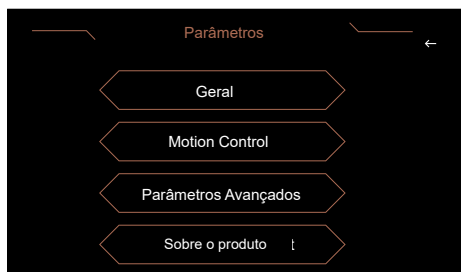 Parâmetros
←
Geral
Motion Control
Parâmetros Avançados
Sobre o produto t